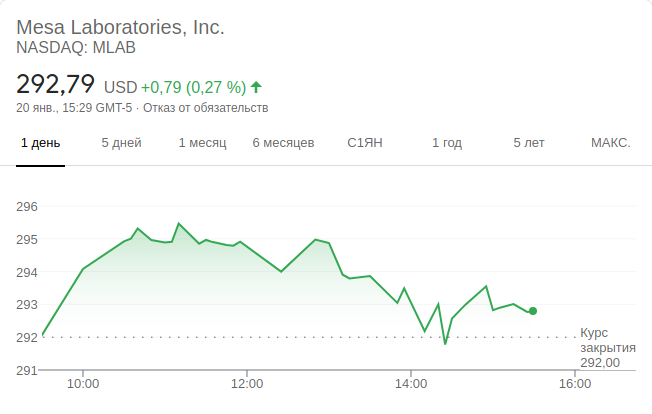 Mesa Laboratories, Inc.
NASDAQ: MLAB
292,79 USD +0,79 (0,27 %)
20 янв., 15:29 GMT-5 · Отказ от обязательств
1 день 5 дней 1 месяц 6 месяцев С1ЯН 1 год 5 лет МАКС.
296
295
294
293
292
Курс
закрытия
292,00
291
10:00 12:00 14:00 16:00